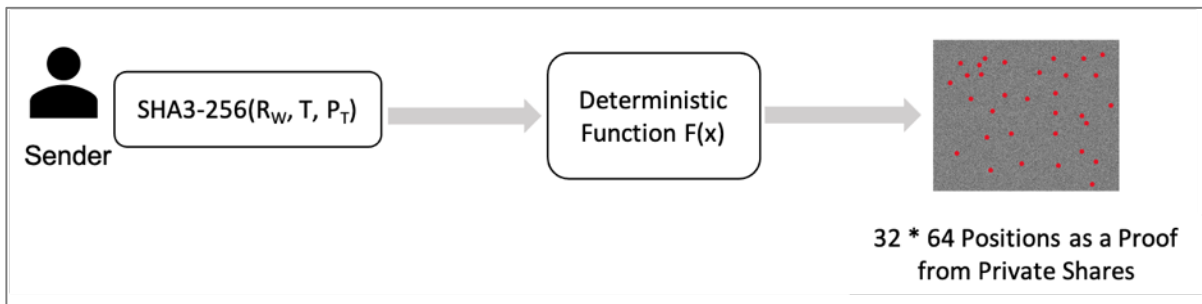 Sender
SHA3-256(R_W, T, P_T)
Deterministic
Function F(x)
32 * 64 Positions as a Proof
from Private Shares